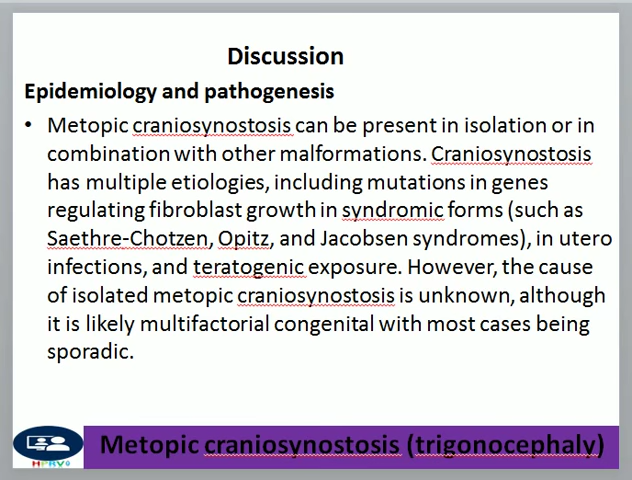 Discussion
Epidemiology and pathogenesis
• Metopic craniosynostosis can be present in isolation or in
combination with other malformations. Craniosynostosis
has multiple etiologies, including mutations in genes
regulating fibroblast growth in syndromic forms (such as
Saethre-Chotzen, Opitz, and Jacobsen syndromes), in utero
infections, and teratogenic exposure. However, the cause
of isolated metopic craniosynostosis is unknown, although
it is likely multifactorial congenital with most cases being
sporadic.
Metopic craniosynostosis (trigonocephaly)